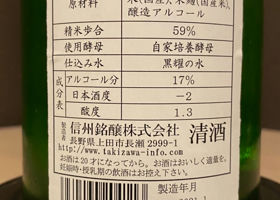 原材料 米(国産米)、米麹(国産米)、
醸造アルコール
精米歩合 59%
使用酵母 自家培養酵母
仕込み水 黒耀の水
成分表
アルコール分 17%
日本酒度 −2
酸度 1.3
製造者 信州銘醸株式会社 清酒
長野県上田市長瀬2999-1
http://www.takizawa-info.com/
お酒は20才になってから。お酒はおいしく適量を。
妊娠時・授乳期の飲酒はお控え下さい。
製造年月